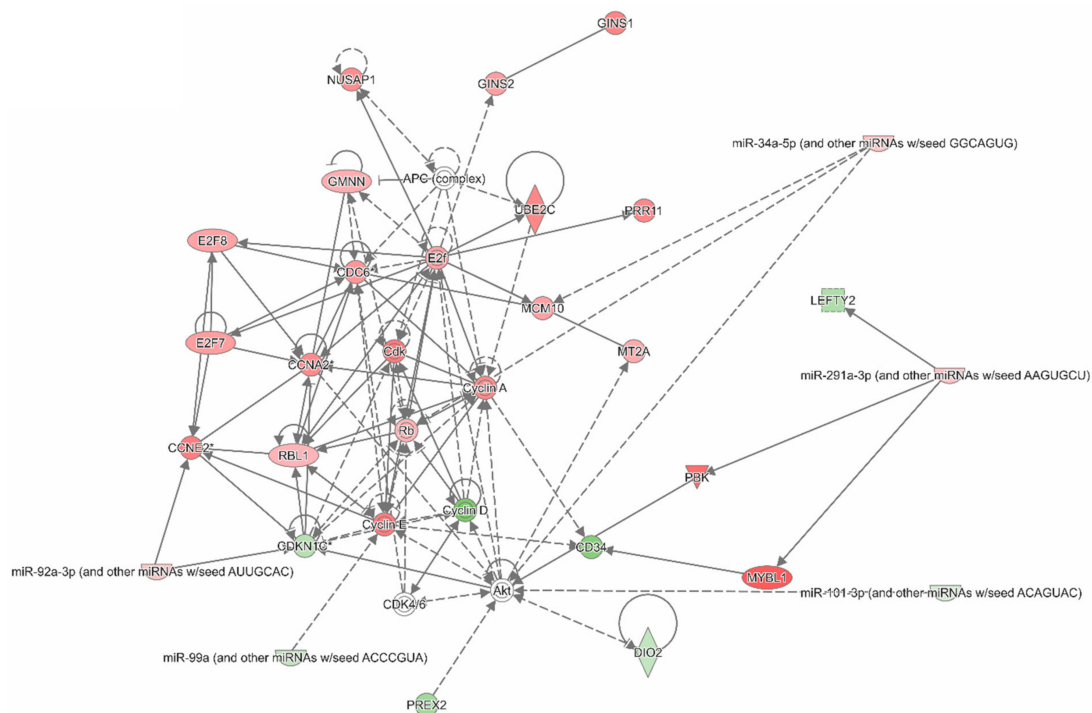 GINS1
NUSAP1
GINS2
miR-34a-5p (and other miRNAs w/seed GGCAGUG)
APC (complex)
GMNN
UBE2C
PRR11
E2F8
E2f
CDC6*
LEFTY2
MCM10
E2F7
Cdk
MT2A
CCNA2*
miR-291a-3p (and other miRNAs w/seed AAGUGCU)
Cyclin A
Rb
CCNE2*
RBL1
PBK
Cyclin D
Cyclin E
CDKN1C*
CD34
miR-92a-3p (and other miRNAs w/seed AUUGCAC)
MYBL1
Akt
miR-101-3p (and other miRNAs w/seed ACAGUAC)
CDK4/6
DIO2
miR-99a (and other miRNAs w/seed ACCCGUA)
PREX2